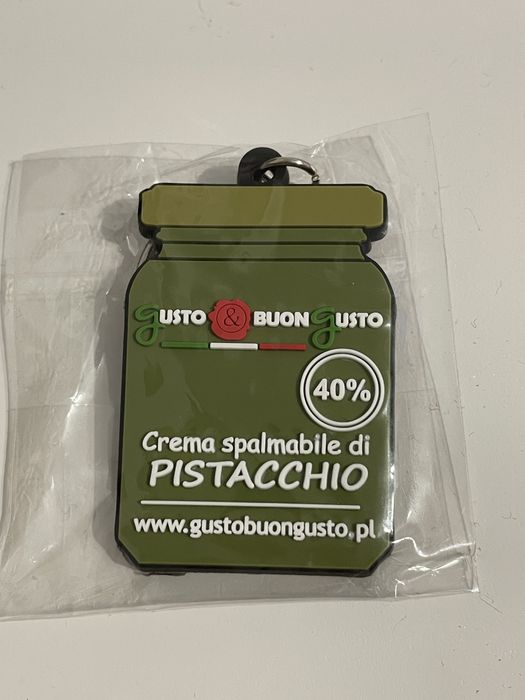 GUSTO & BUON GUSTO
40%
Crema spalmabile di
PISTACCHIO
www.gustobuongusto.pl